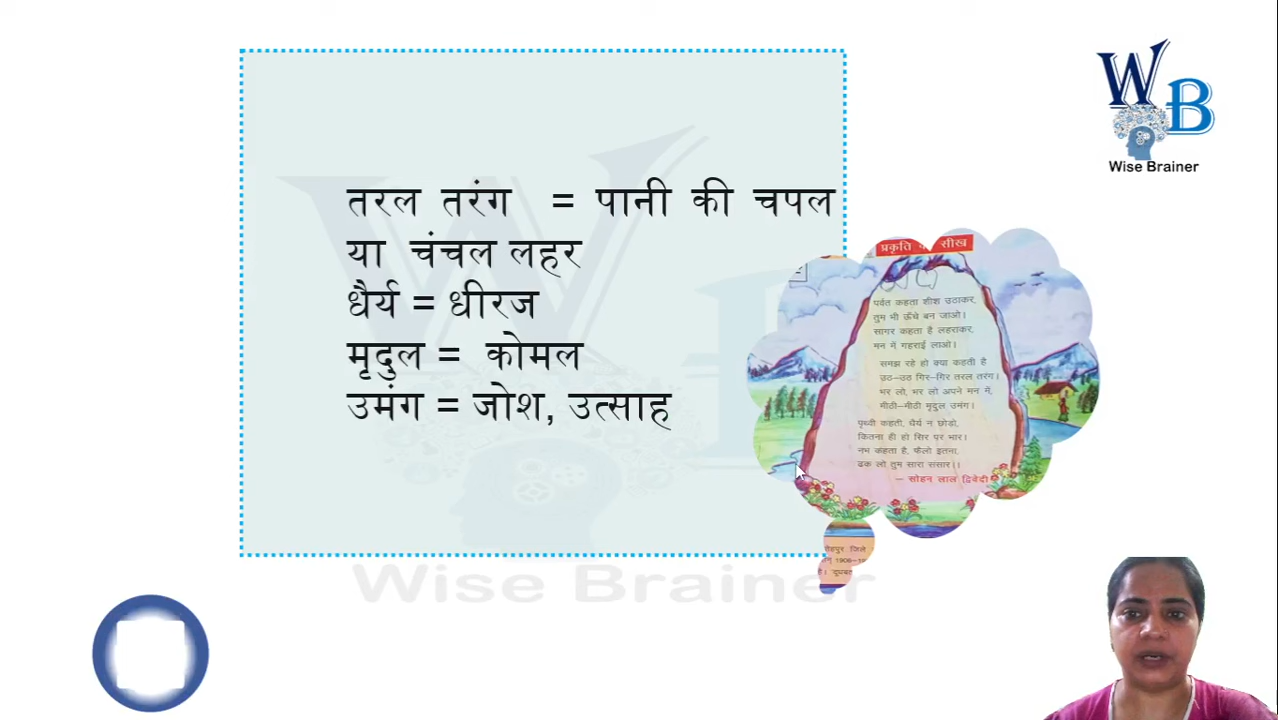 तरल तरंग = पानी की चपल
या चंचल लहर
धैर्य = धीरज
मृदुल = कोमल
उमंग = जोश, उत्साह
W B
Wise Brainer
प्रकृति सीख
पर्वत कहता शीश उठाकर,
तुम भी ऊँचे बन जाओ।
सागर कहता है लहराकर,
मन में गहराई लाओ।
समझ रहे हो क्या कहती है
उठ–उठ गिर–गिर तरल तरंग।
भर लो, भर लो अपने मन में,
मीठी–मीठी मृदुल उमंग।
पृथ्वी कहती, धैर्य न छोड़ो,
कितना ही हो सिर पर भार।
नभ कहता है, फैलो इतना,
ढक लो तुम सारा संसार।।
– सोहन लाल द्विवेदी
जिले
Wise Brainer